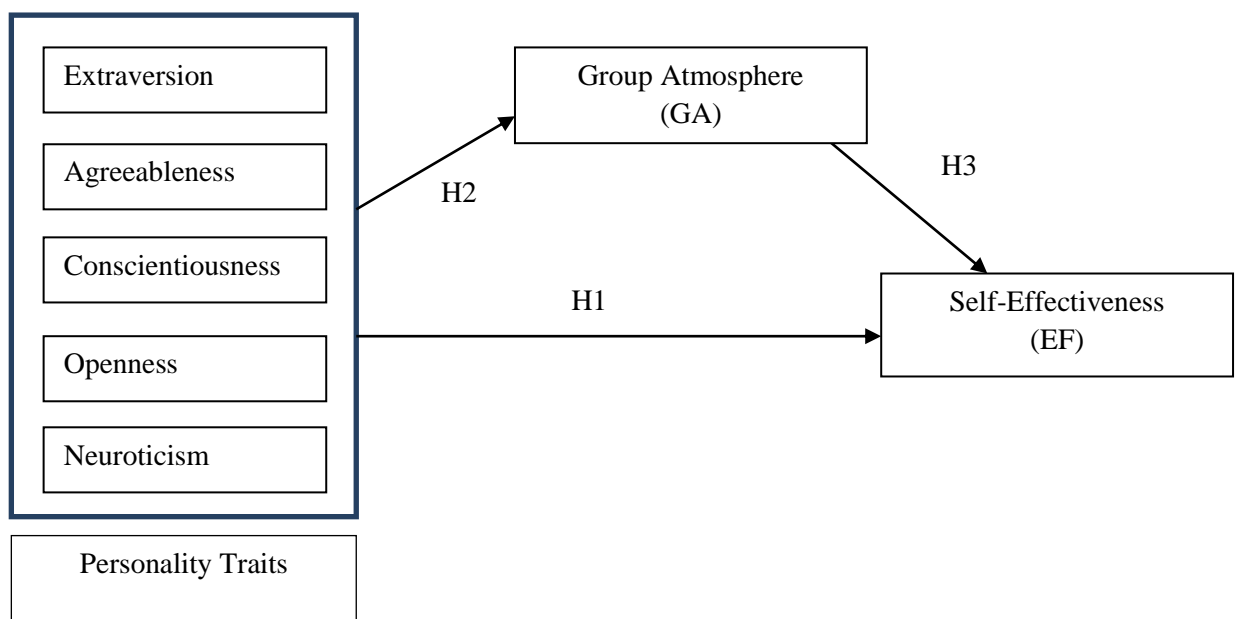 Extraversion
Agreeableness
Conscientiousness
Openness
Neuroticism
Personality Traits
Group Atmosphere
(GA)
H2
H3
H1
Self-Effectiveness
(EF)